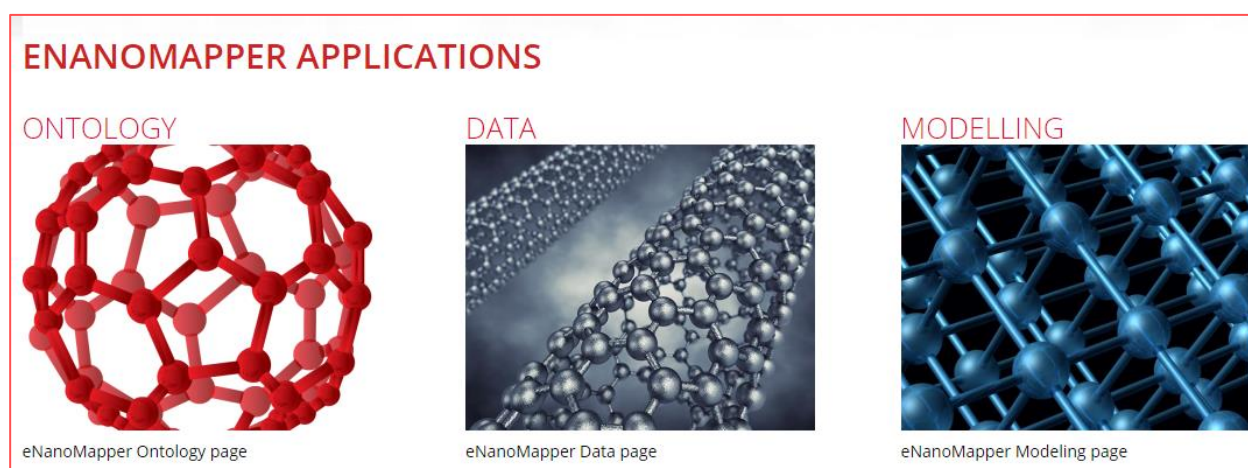 ENANOMAPPER APPLICATIONS
ONTOLOGY
DATA
MODELLING
eNanoMapper Ontology page
eNanoMapper Data page
eNanoMapper Modeling page